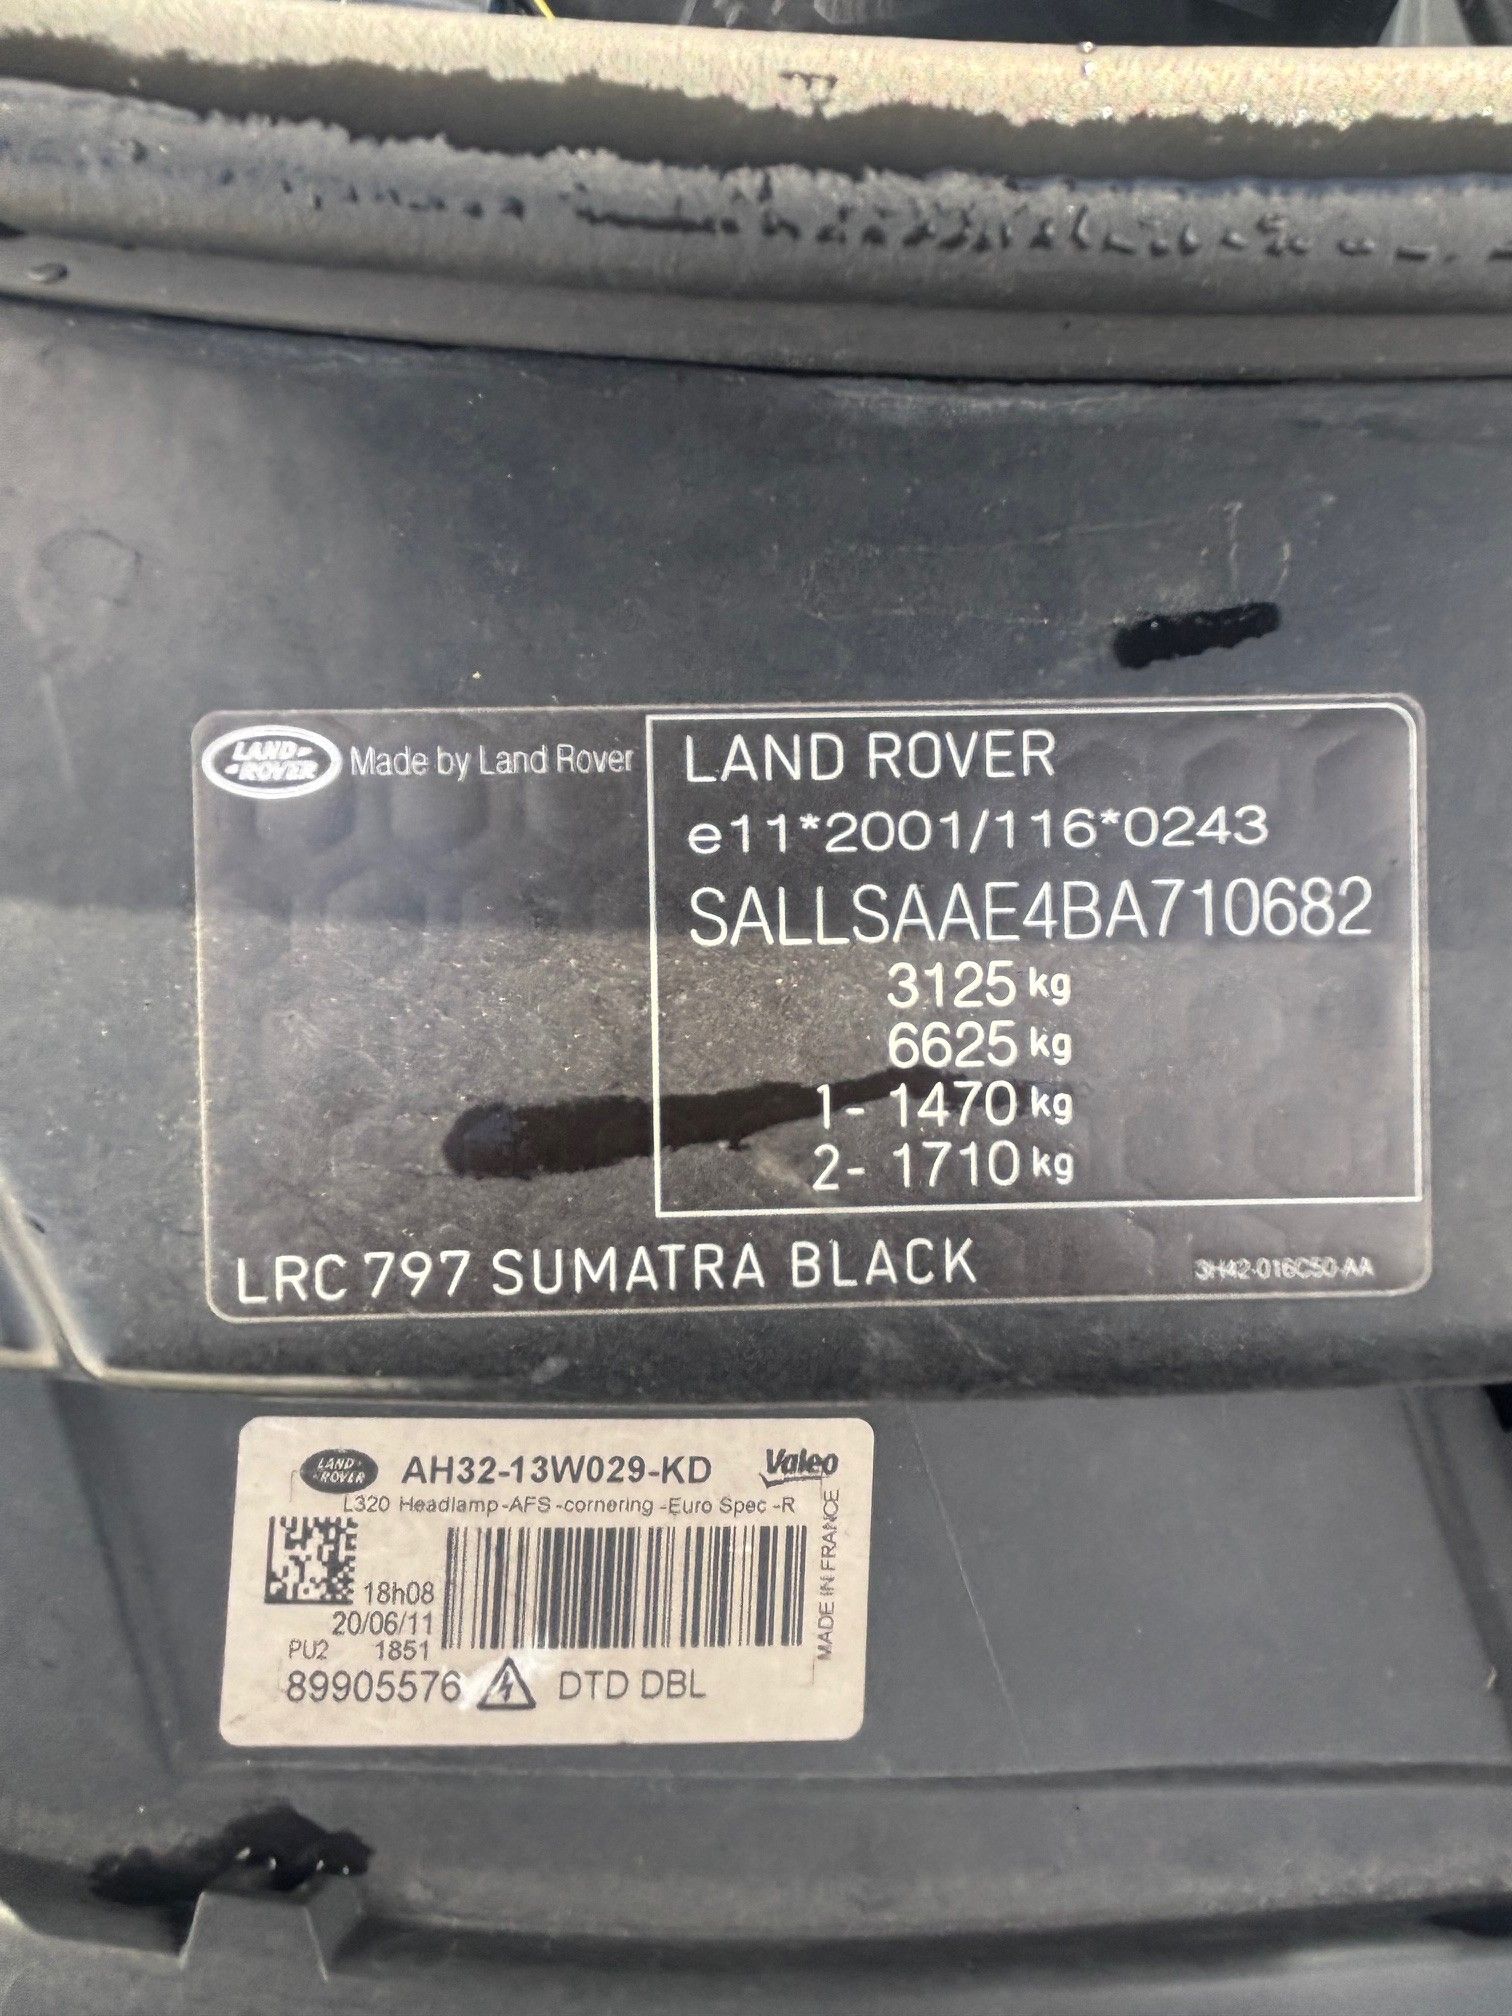 LAND ROVER Made by Land Rover
LAND ROVER
e11*2001/116*0243
SALLSAAE4BA710682
3125 kg
6625 kg
1- 1470 kg
2- 1710 kg
LRC 797 SUMATRA BLACK
3H42-016C50-AA
LAND ROVER AH32-13W029-KD Valeo
L320 Headlamp -AFS -cornering -Euro Spec -R
18h08
20/06/11
PU2 1851
89905576 DTD DBL
MADE IN FRANCE